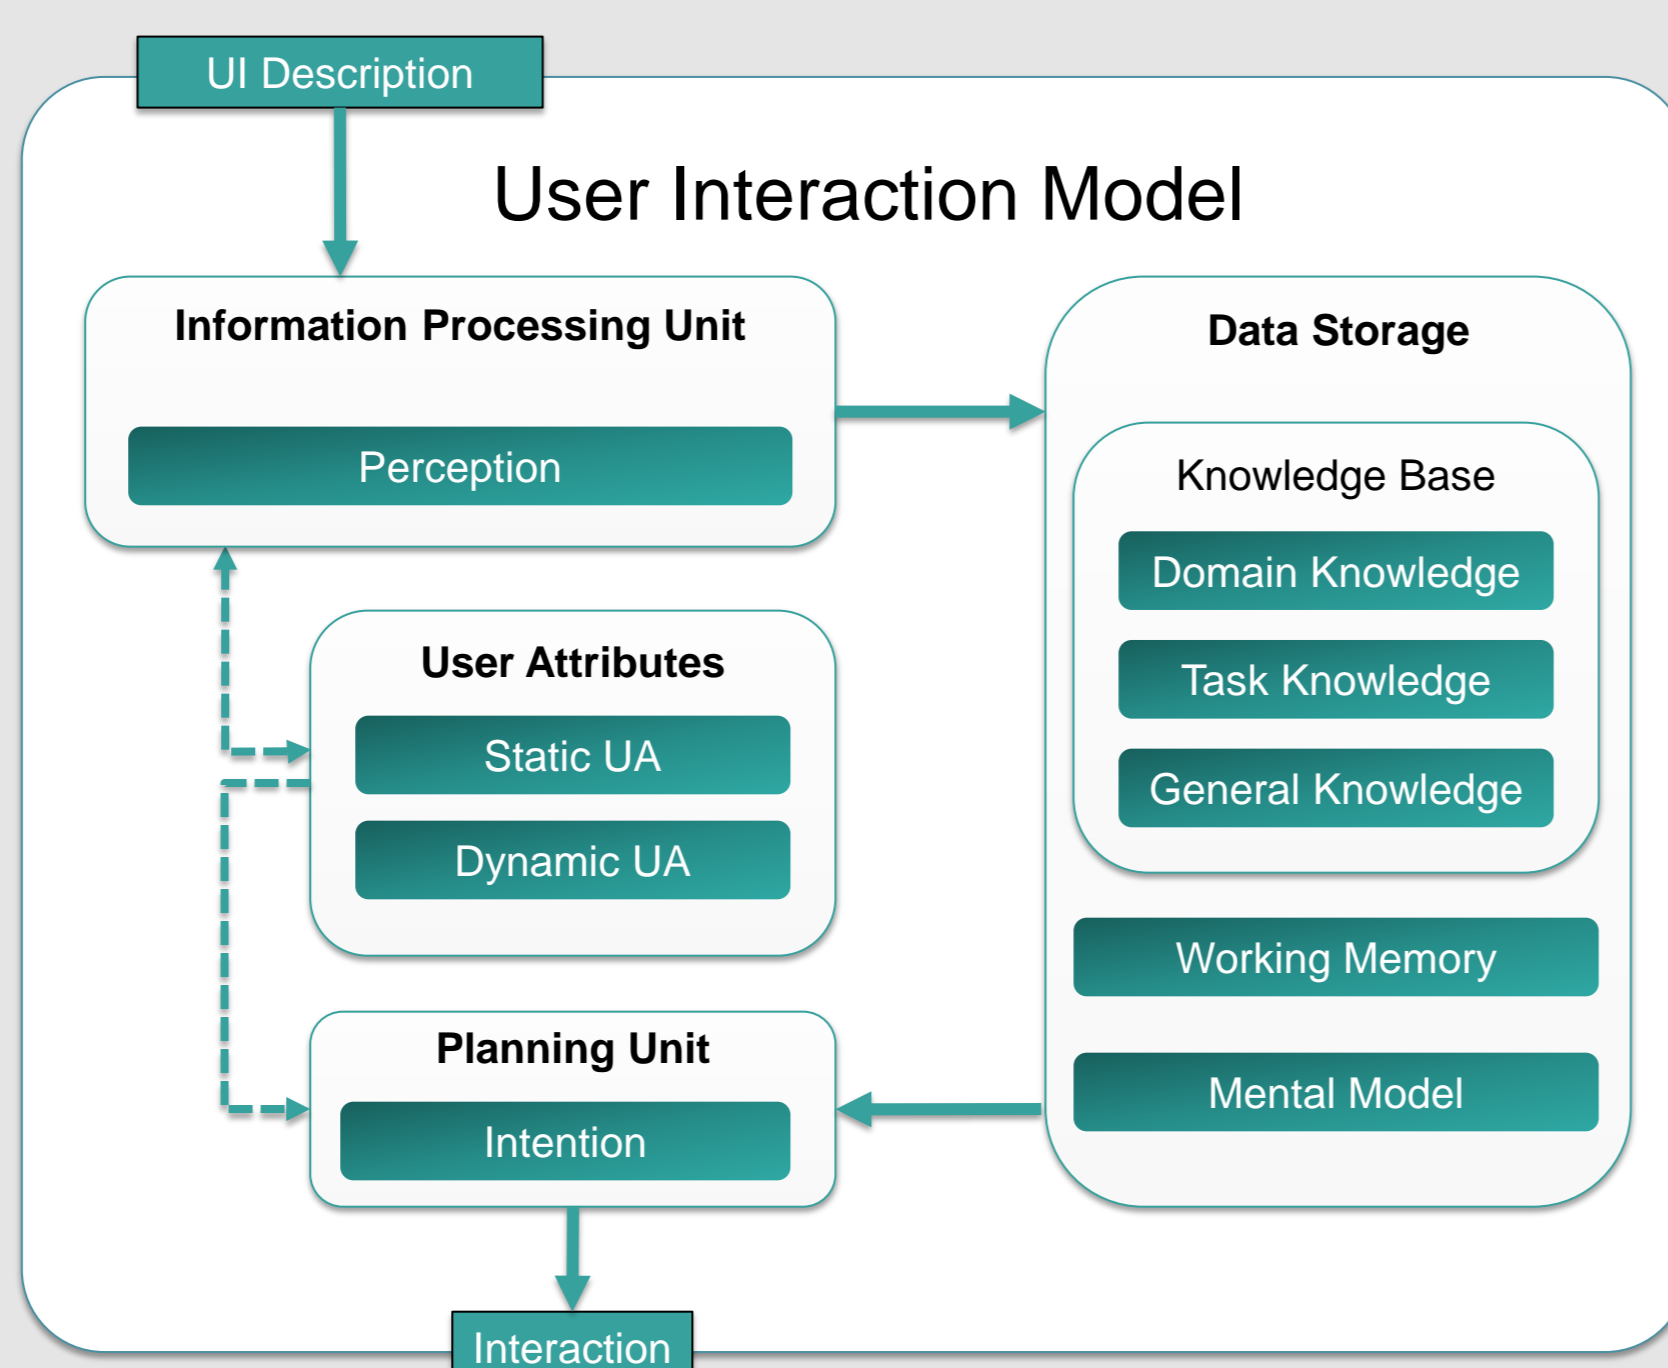 UI Description
User Interaction Model
Information Processing Unit
Perception
User Attributes
Static UA
Dynamic UA
Planning Unit
Intention
Interaction
Data Storage
Knowledge Base
Domain Knowledge
Task Knowledge
General Knowledge
Working Memory
Mental Model